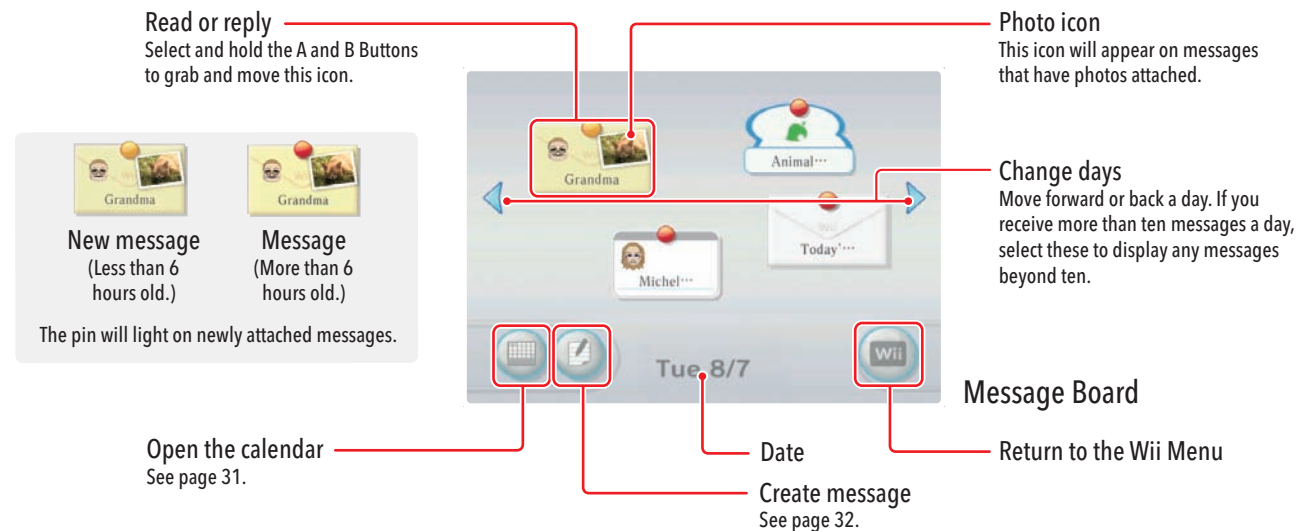 Read or reply
Select and hold the A and B Buttons
to grab and move this icon.
Photo icon
This icon will appear on messages
that have photos attached.
Grandma
Grandma
New message
(Less than 6
hours old.)
Message
(More than 6
hours old.)
The pin will light on newly attached messages.
Grandma
Animal···
Today'···
Michel···
Tue 8/7
Wii
Change days
Move forward or back a day. If you
receive more than ten messages a day,
select these to display any messages
beyond ten.
Message Board
Open the calendar
See page 31.
Date
Create message
See page 32.
Return to the Wii Menu